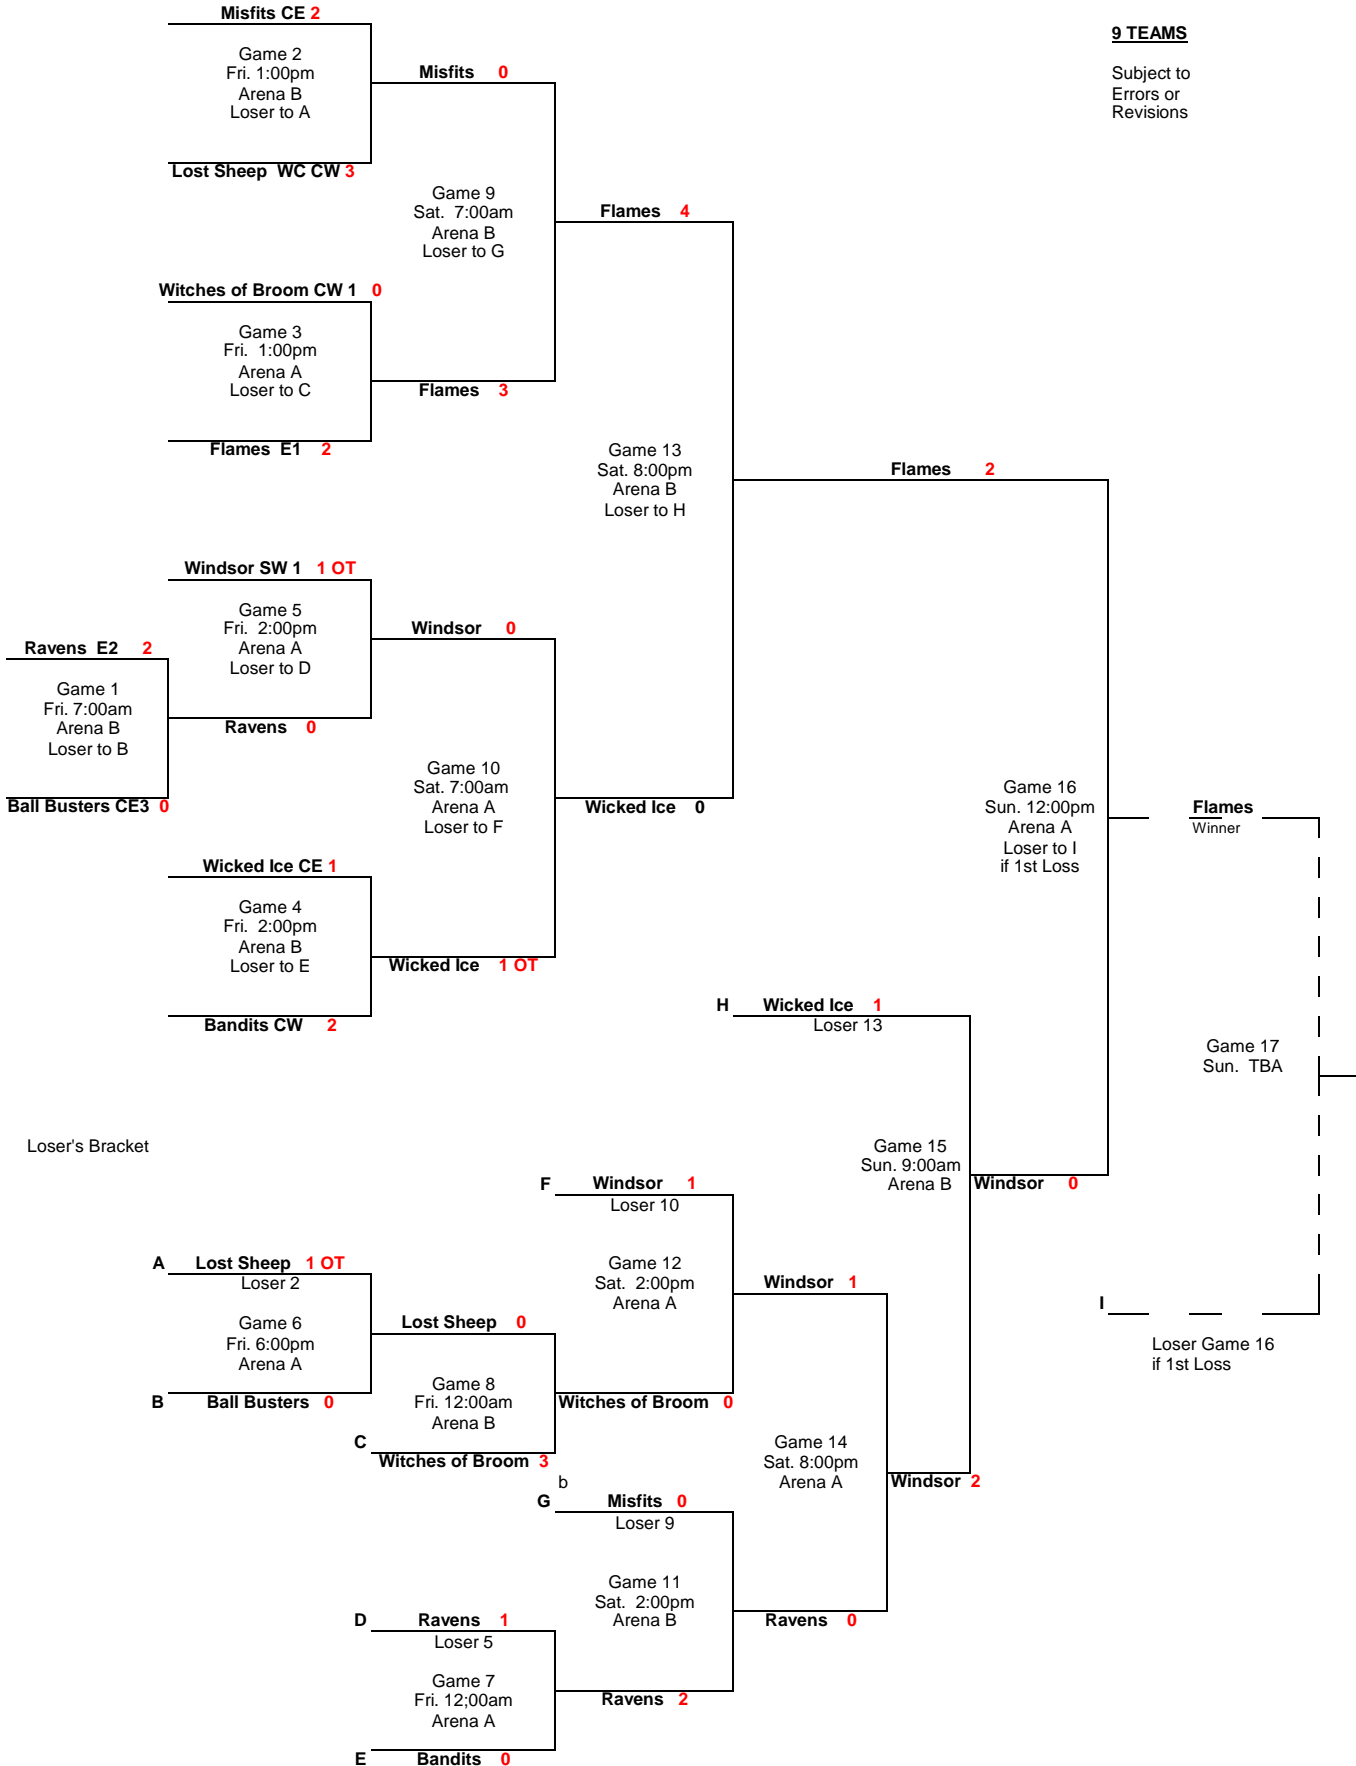 Misfits CE 2
9 TEAMS
Subject to
Errors or
Revisions
Game 2
Fri. 1:00pm
Arena B
Loser to A
Misfits 0
Lost Sheep WC CW 3
Game 9
Sat. 7:00am
Arena B
Loser to G
Flames 4
Witches of Broom CW 1 0
Game 3
Fri. 1:00pm
Arena A
Loser to C
Flames 3
Flames E1 2
Game 13
Sat. 8:00pm
Arena B
Loser to H
Flames 2
Windsor SW 1 1 OT
Game 5
Fri. 2:00pm
Arena A
Loser to D
Windsor 0
Ravens E2 2
Game 1
Fri. 7:00am
Arena B
Loser to B
Ravens 0
Game 10
Sat. 7:00am
Arena A
Loser to F
Ball Busters CE3 0
Wicked Ice 0
Game 16
Sun. 12:00pm
Arena A
Loser to I
if 1st Loss
Flames
Winner
Wicked Ice CE 1
Game 4
Fri. 2:00pm
Arena B
Loser to E
Wicked Ice 1 OT
Bandits CW 2
H Wicked Ice 1
Loser 13
Game 17
Sun. TBA
Loser's Bracket
Game 15
Sun. 9:00am
Arena B
Windsor 0
F Windsor 1
Loser 10
A Lost Sheep 1 OT
Loser 2
Game 12
Sat. 2:00pm
Arena A
Windsor 1
I
Loser Game 16
if 1st Loss
Game 6
Fri. 6:00pm
Arena A
Lost Sheep 0
B Ball Busters 0
Game 8
Fri. 12:00am
Arena B
Witches of Broom 0
C
Witches of Broom 3
Game 14
Sat. 8:00pm
Arena A
Windsor 2
b
G Misfits 0
Loser 9
Game 11
Sat. 2:00pm
Arena B
Ravens 0
D Ravens 1
Loser 5
Game 7
Fri. 12;00am
Arena A
Ravens 2
E Bandits 0